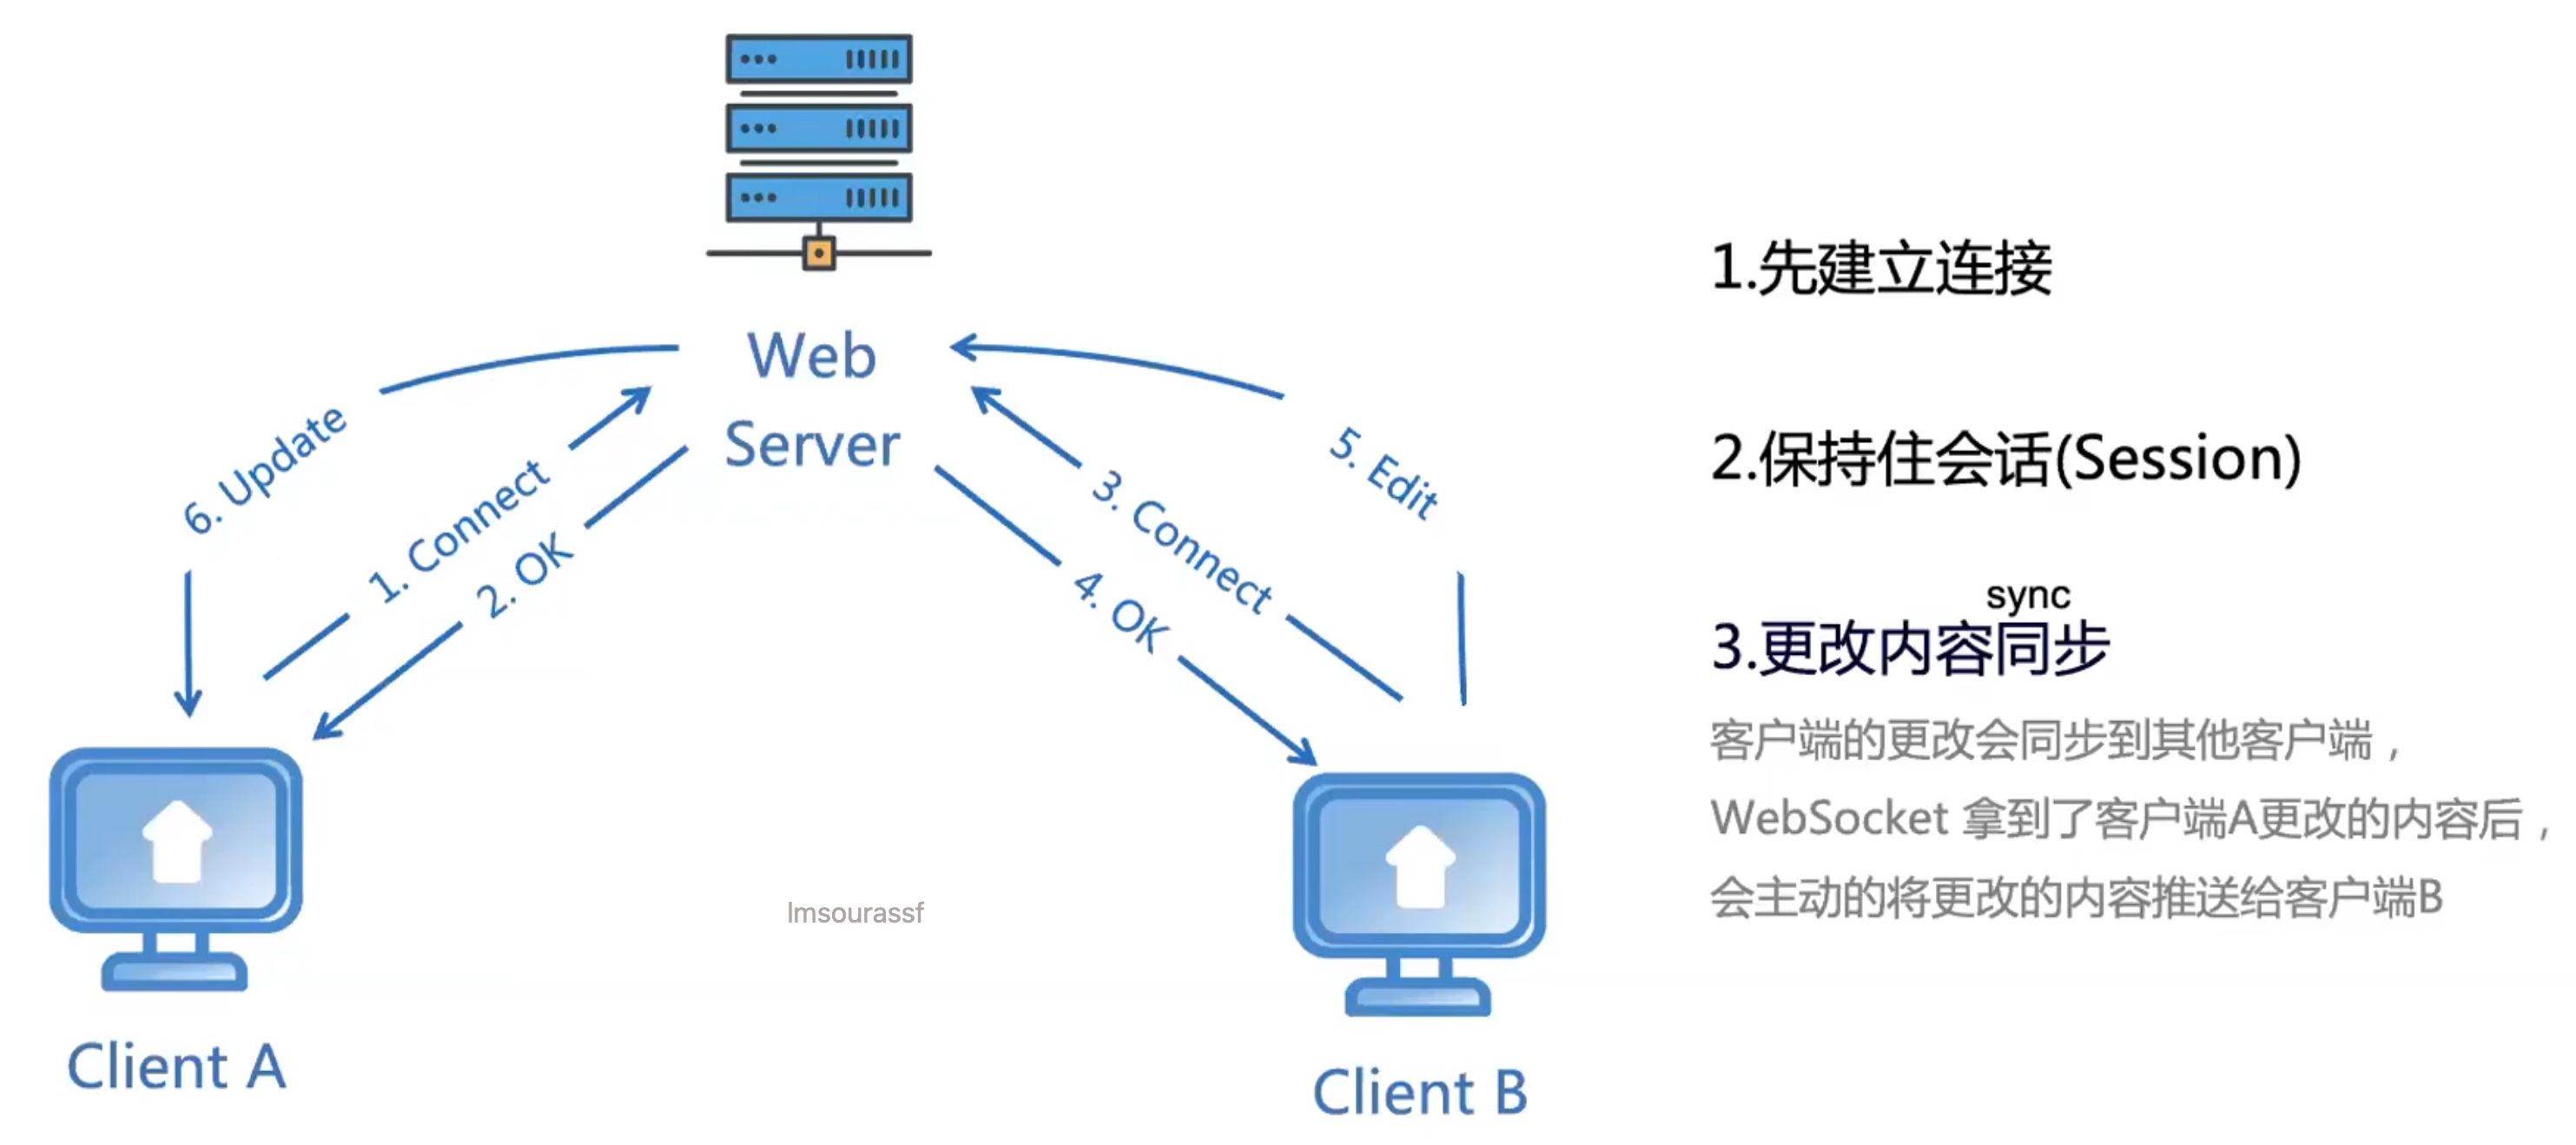 Web
Server
6. Update
1. Connect
2. OK
3. Connect
4. OK
5. Edit
Client A
Client B
lmsourassf
1.先建立连接
2.保持住会话(Session)
sync
3.更改内容同步
客户端的更改会同步到其他客户端，
WebSocket 拿到了客户端A更改的内容后，
会主动的将更改的内容推送给客户端B